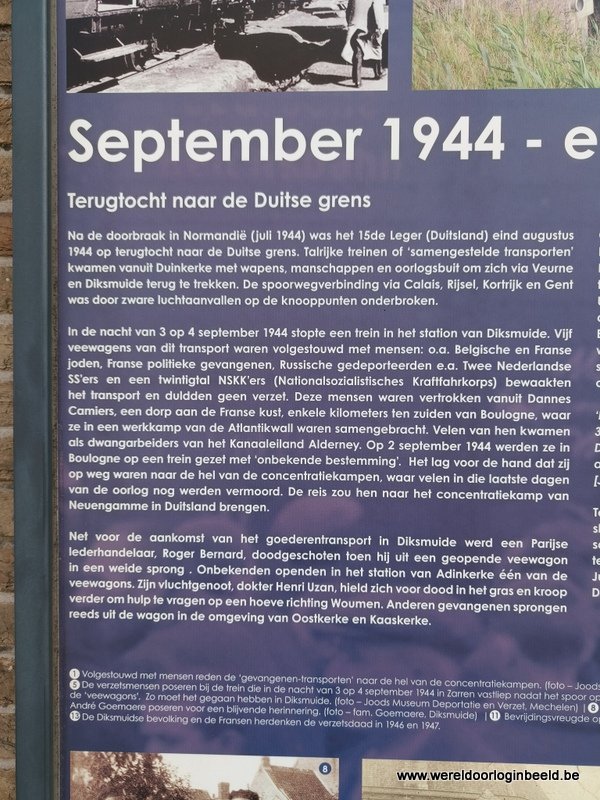 September 1944 - e
Terugtocht naar de Duitse grens
Na de doorbraak in Normandië (juli 1944) was het 15de Leger (Duitsland) eind augustus
1944 op terugtocht naar de Duitse grens. Talrijke treinen of ‘samengestelde transporten’
kwamen vanuit Duinkerke met wapens, manschappen en oorlogsbuit om zich via Veurne
en Diksmuide terug te trekken. De spoorwegverbinding via Calais, Rijsel, Kortrijk en Gent
was door zware luchtaanvallen op de knooppunten onderbroken.
In de nacht van 3 op 4 september 1944 stopte een trein in het station van Diksmuide. Vijf
veewagens van dit transport waren volgestouwd met mensen: o.a. Belgische en Franse
joden, Franse politieke gevangenen, Russische gedeporteerden e.a. Twee Nederlandse
SS'ers en een twintigtal NSKK'ers (Nationalsozialistisches Kraftfahrkorps) bewaakten
het transport en duldden geen verzet. Deze mensen waren vertrokken vanuit Dannes
Camiers, een dorp aan de Franse kust, enkele kilometers ten zuiden van Boulogne, waar
ze in een werkkamp van de Atlantikwall waren samengebracht. Velen van hen kwamen
als dwangarbeiders van het Kanaaleiland Alderney. Op 2 september 1944 werden ze in
Boulogne op een trein gezet met ‘onbekende bestemming’. Het lag voor de hand dat zij
op weg waren naar de hel van de concentratiekampen, waar velen in die laatste dagen
van de oorlog nog werden vermoord. De reis zou hen naar het concentratiekamp van
Neuengamme in Duitsland brengen.
Net voor de aankomst van het goederentransport in Diksmuide werd een Parijse
lederhandelaar, Roger Bernard, doodgeschoten toen hij uit een geopende veewagon
in een weide sprong . Onbekenden openden in het station van Adinkerke één van de
veewagons. Zijn vluchtgenoot, dokter Henri Uzan, hield zich voor dood in het gras en kroop
verder om hulp te vragen op een hoeve richting Woumen. Anderen gevangenen sprongen
reeds uit de wagon in de omgeving van Oostkerke en Kaaskerke.
1 Volgestouwd met mensen reden de ‘gevangenen-transporten’ naar de hel van de concentratiekampen. (foto – Joods
5 De verzetsmensen poseren bij de trein die in de nacht van 3 op 4 september 1944 in Zarren vastliep nadat het spoor op
de ‘veewagons’. Zo moet het gegaan hebben in Diksmuide. (foto – Joods Museum Deportatie en Verzet, Mechelen) | 8
André Goemaere poseren voor een blijvende herinnering. (foto – fam. Goemaere, Diksmuide) | 11 Bevrijdingsvreugde op
13 De Diksmuidse bevolking en de Fransen herdenken de verzetsdaad in 1946 en 1947.
8
www.wereldoorloginbeeld.be